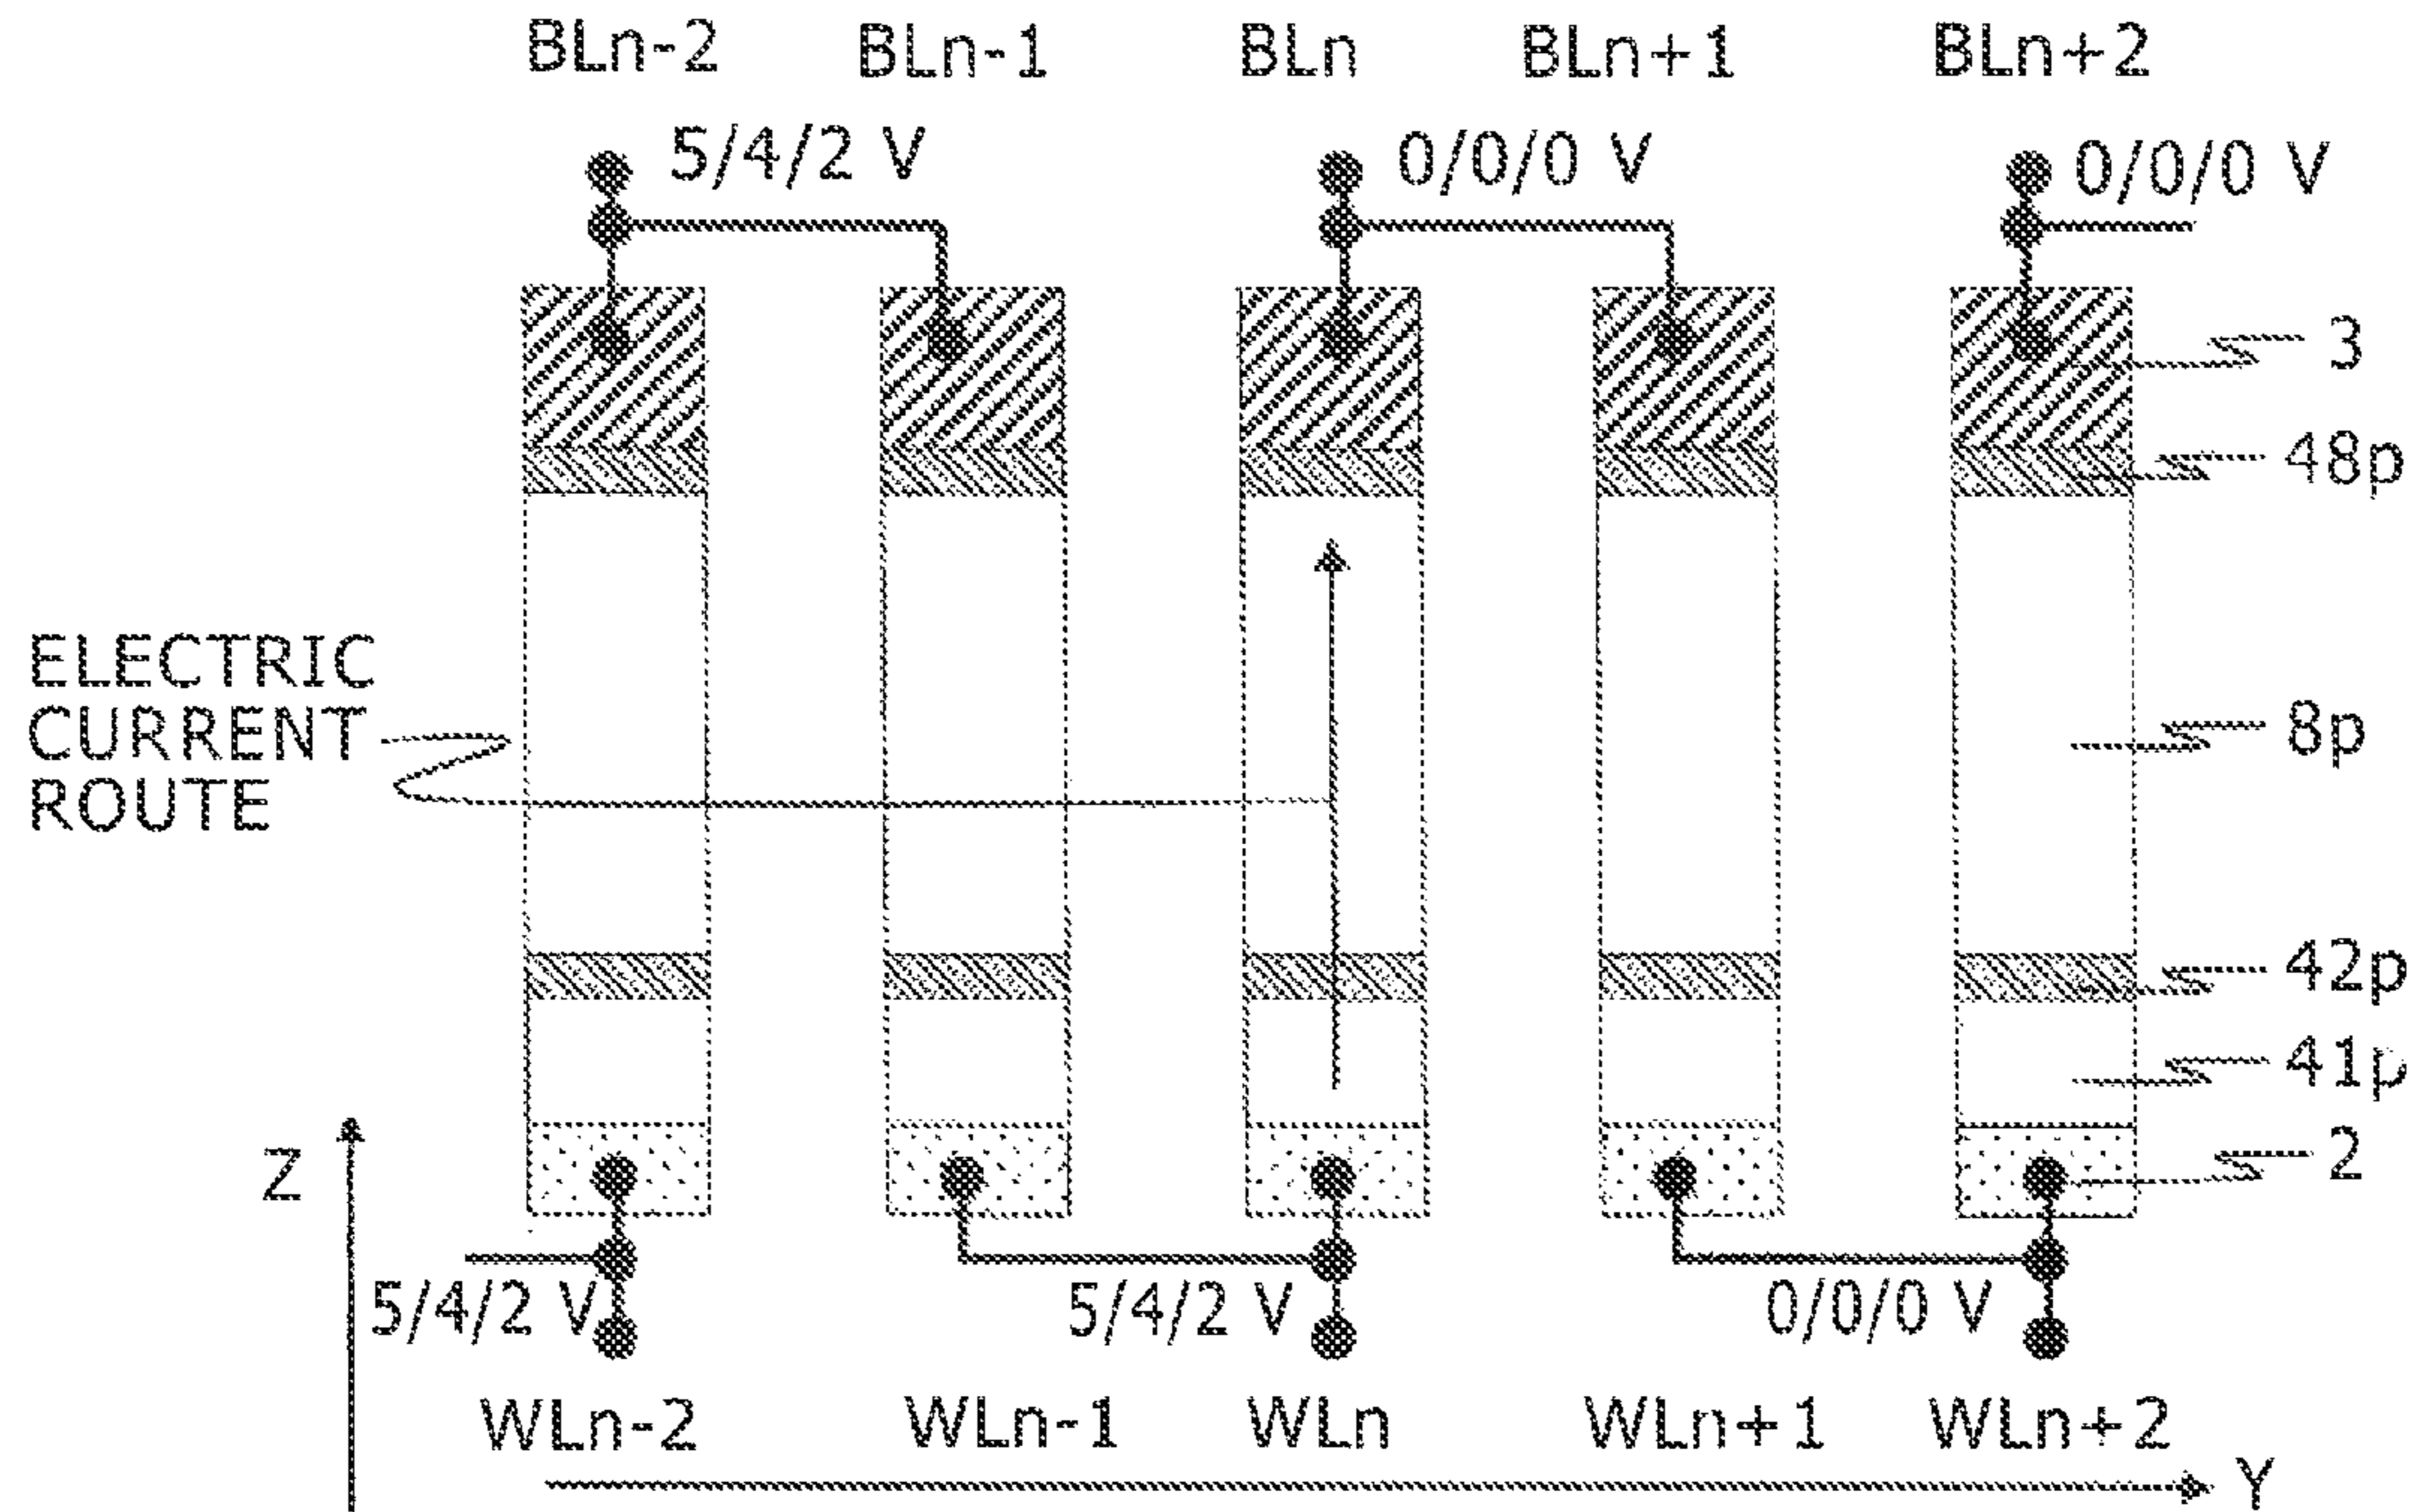 BLn-2 BLn-1 BLn BLn+1 BLn+2
5/4/2 V 0/0/0 V 0/0/0 V
3
48p
ELECTRIC
CURRENT
ROUTE
8p
42p
41p
Z
2
5/4/2 V 5/4/2 V 0/0/0 V
WLn-2 WLn-1 WLn WLn+1 WLn+2
Y